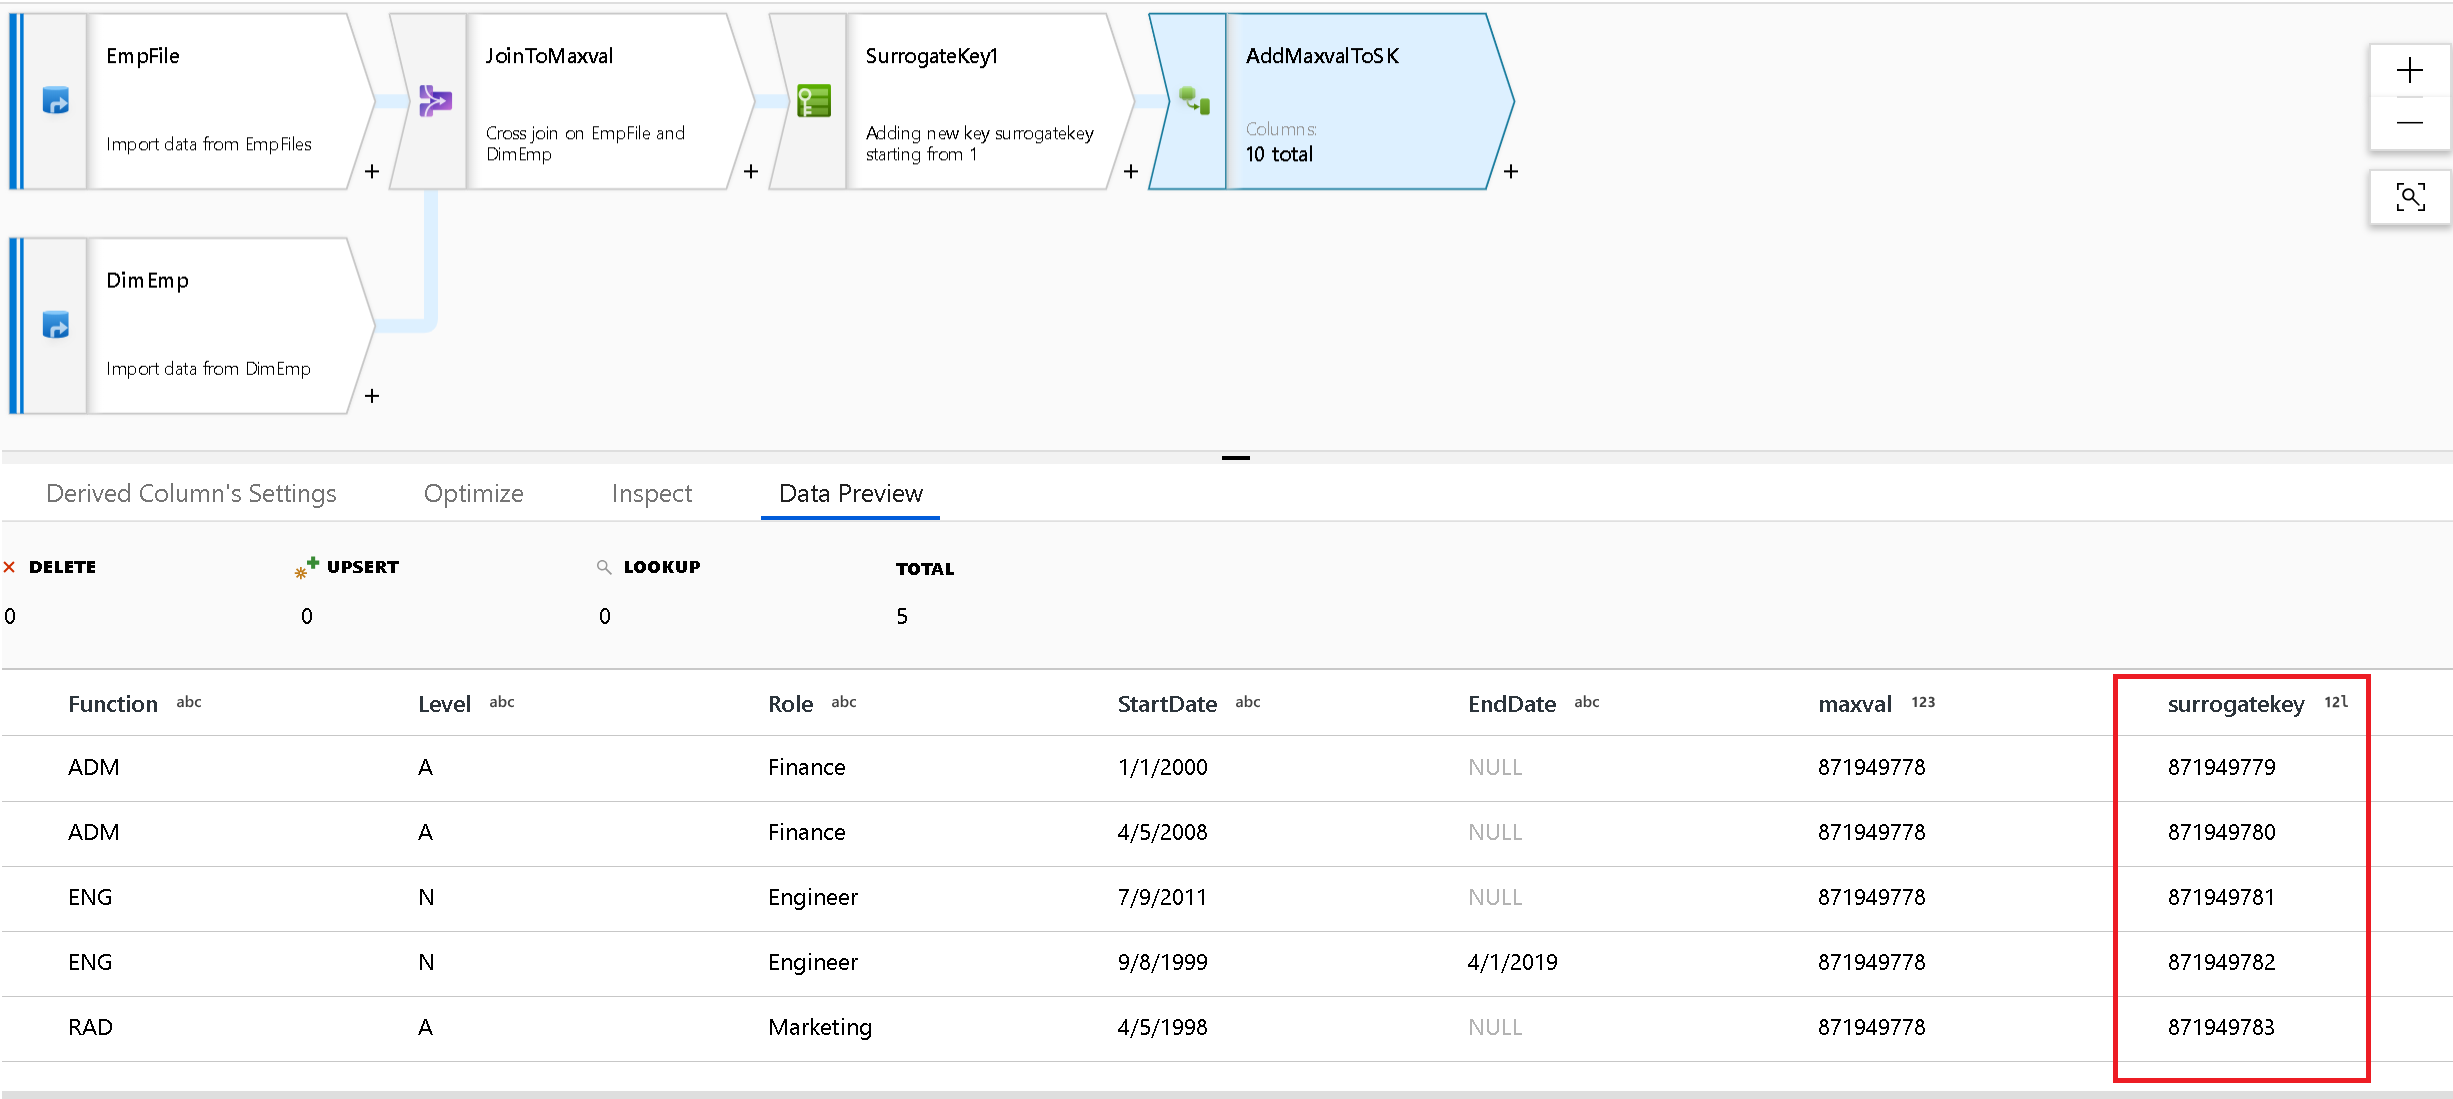 EmpFile
Import data from EmpFiles
+
JoinToMaxval
Cross join on EmpFile and
DimEmp
+
SurrogateKey1
Adding new key surrogatekey
starting from 1
+
AddMaxvalToSK
Columns:
10 total
+
DimEmp
Import data from DimEmp
+
Derived Column's Settings Optimize Inspect Data Preview
DELETE UPSERT LOOKUP TOTAL
0 0 0 5
Function abc Level abc Role abc StartDate abc EndDate abc maxval 123 surrogatekey 12l
ADM A Finance 1/1/2000 NULL 871949778 871949779
ADM A Finance 4/5/2008 NULL 871949778 871949780
ENG N Engineer 7/9/2011 NULL 871949778 871949781
ENG N Engineer 9/8/1999 4/1/2019 871949778 871949782
RAD A Marketing 4/5/1998 NULL 871949778 871949783